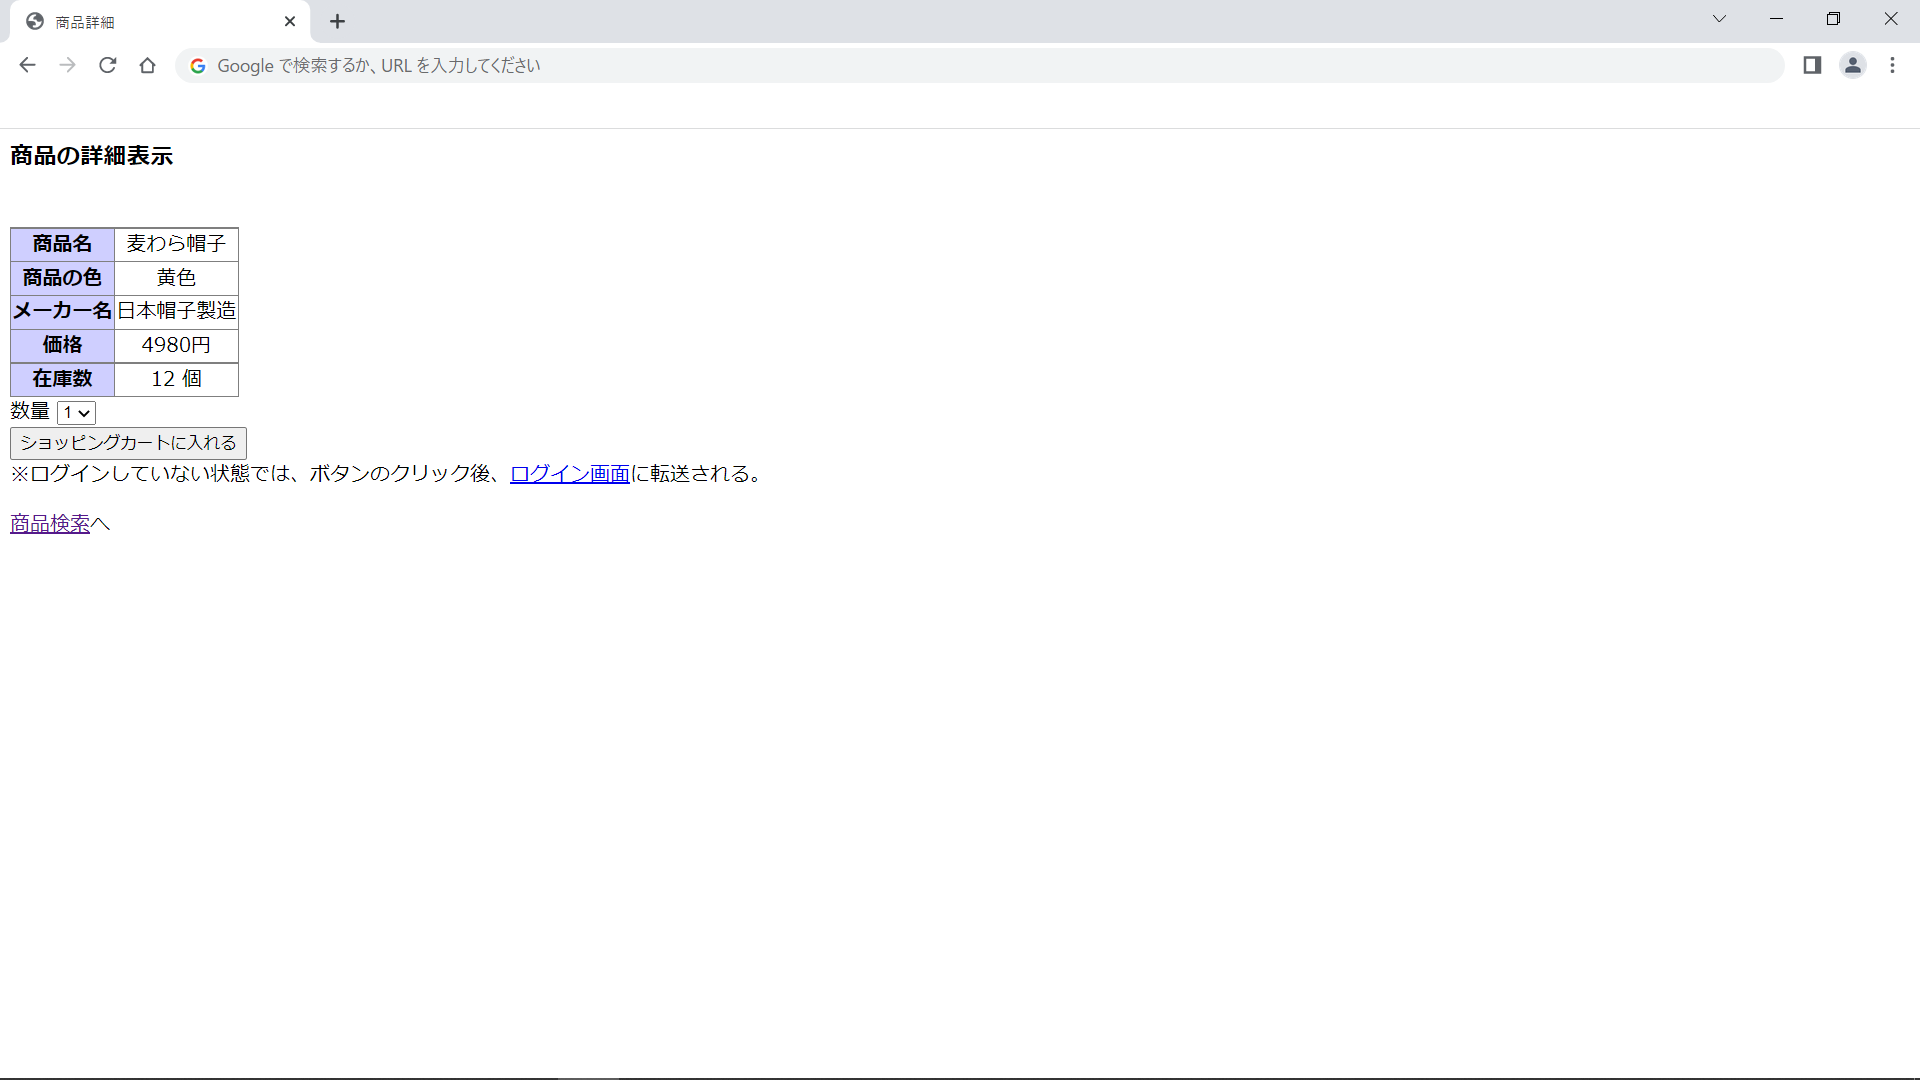 商品詳細
Google で検索するか、URL を入力してください
商品の詳細表示
商品名 麦わら帽子
商品の色 黄色
メーカー名 日本帽子製造
価格 4980円
在庫数 12 個
数量 1
ショッピングカートに入れる
※ログインしていない状態では、ボタンのクリック後、ログイン画面に転送される。
商品検索へ